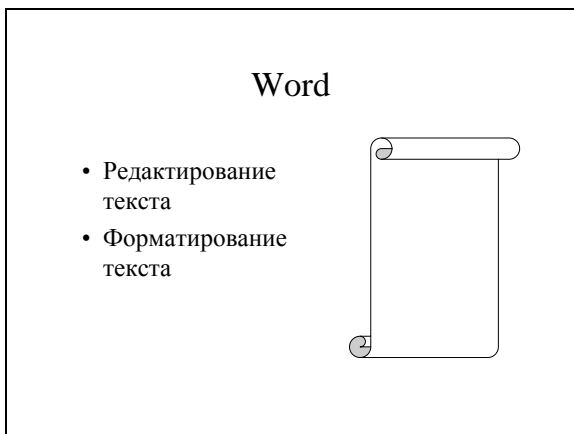 Word
• Редактирование
текста
• Форматирование
текста